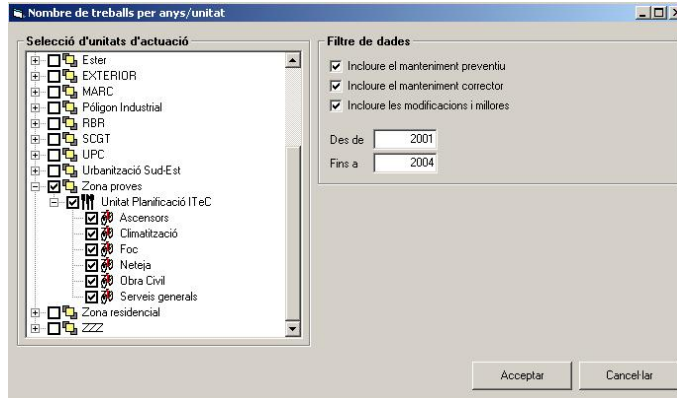 Nombre de treballs per anys/unitat
Selecció d'unitats d'actuació
Ester
EXTERIOR
MARC
Póligon Industrial
RBR
SCGT
UPC
Urbanització Sud-Est
Zona proves
Unitat Planificació ITeC
Ascensors
Climatització
Foc
Neteja
Obra Civil
Serveis generals
Zona residencial
ZZZ
Filtre de dades
Incloure el manteniment preventiu
Incloure el manteniment corrector
Incloure les modificacions i millores
Des de 2001
Fins a 2004
Acceptar Cancel·lar